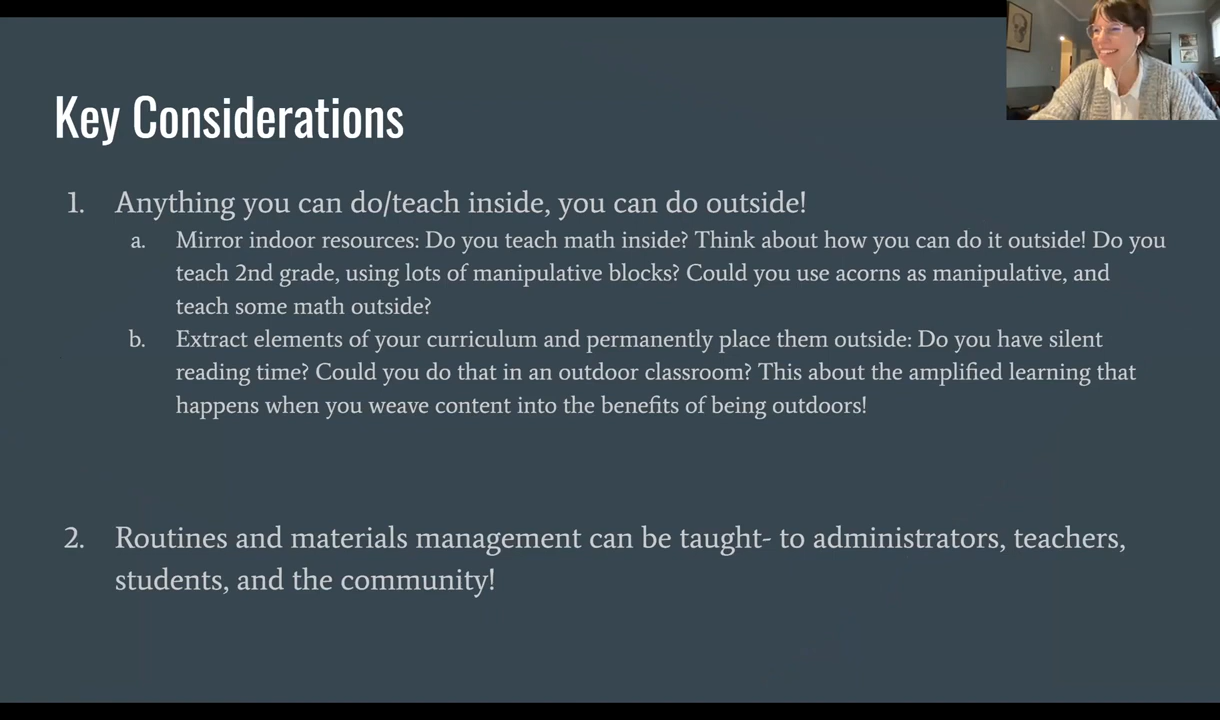 Key Considerations
1. Anything you can do/teach inside, you can do outside!
a. Mirror indoor resources: Do you teach math inside? Think about how you can do it outside! Do you
teach 2nd grade, using lots of manipulative blocks? Could you use acorns as manipulative, and
teach some math outside?
b. Extract elements of your curriculum and permanently place them outside: Do you have silent
reading time? Could you do that in an outdoor classroom? This about the amplified learning that
happens when you weave content into the benefits of being outdoors!
2. Routines and materials management can be taught- to administrators, teachers,
students, and the community!